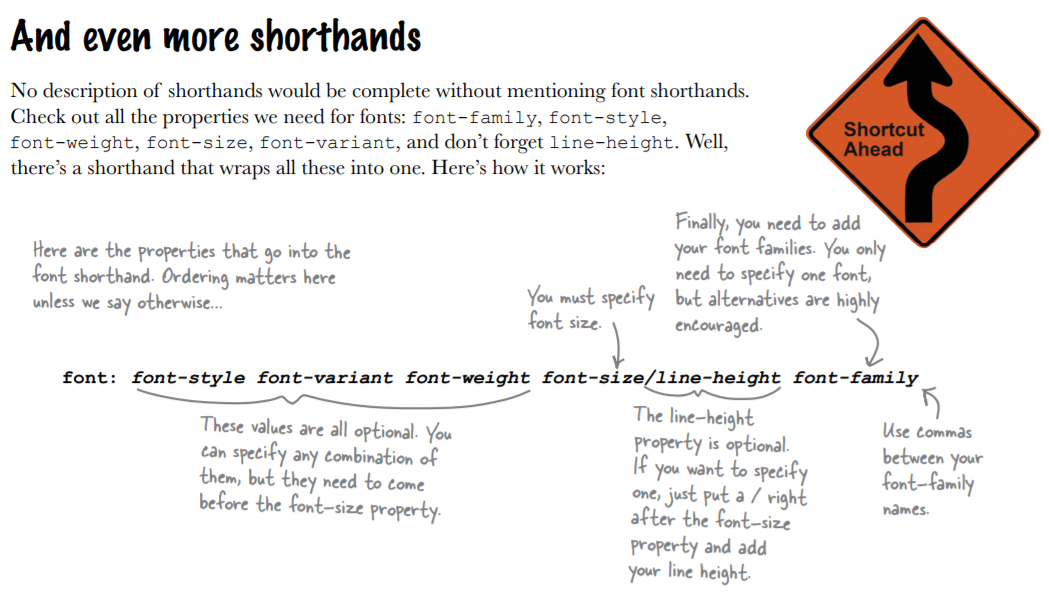 And even more shorthands
No description of shorthands would be complete without mentioning font shorthands.
Check out all the properties we need for fonts: font-family, font-style,
font-weight, font-size, font-variant, and don’t forget line-height. Well,
there’s a shorthand that wraps all these into one. Here’s how it works:
Shortcut
Ahead
Here are the properties that go into the
font shorthand. Ordering matters here
unless we say otherwise...
You must specify
font size.
Finally, you need to add
your font families. You only
need to specify one font,
but alternatives are highly
encouraged.
font: font-style font-variant font-weight font-size/line-height font-family
These values are all optional. You
can specify any combination of
them, but they need to come
before the font-size property.
The line-height
property is optional.
If you want to specify
one, just put a / right
after the font-size
property and add
your line height.
Use commas
between your
font-family
names.